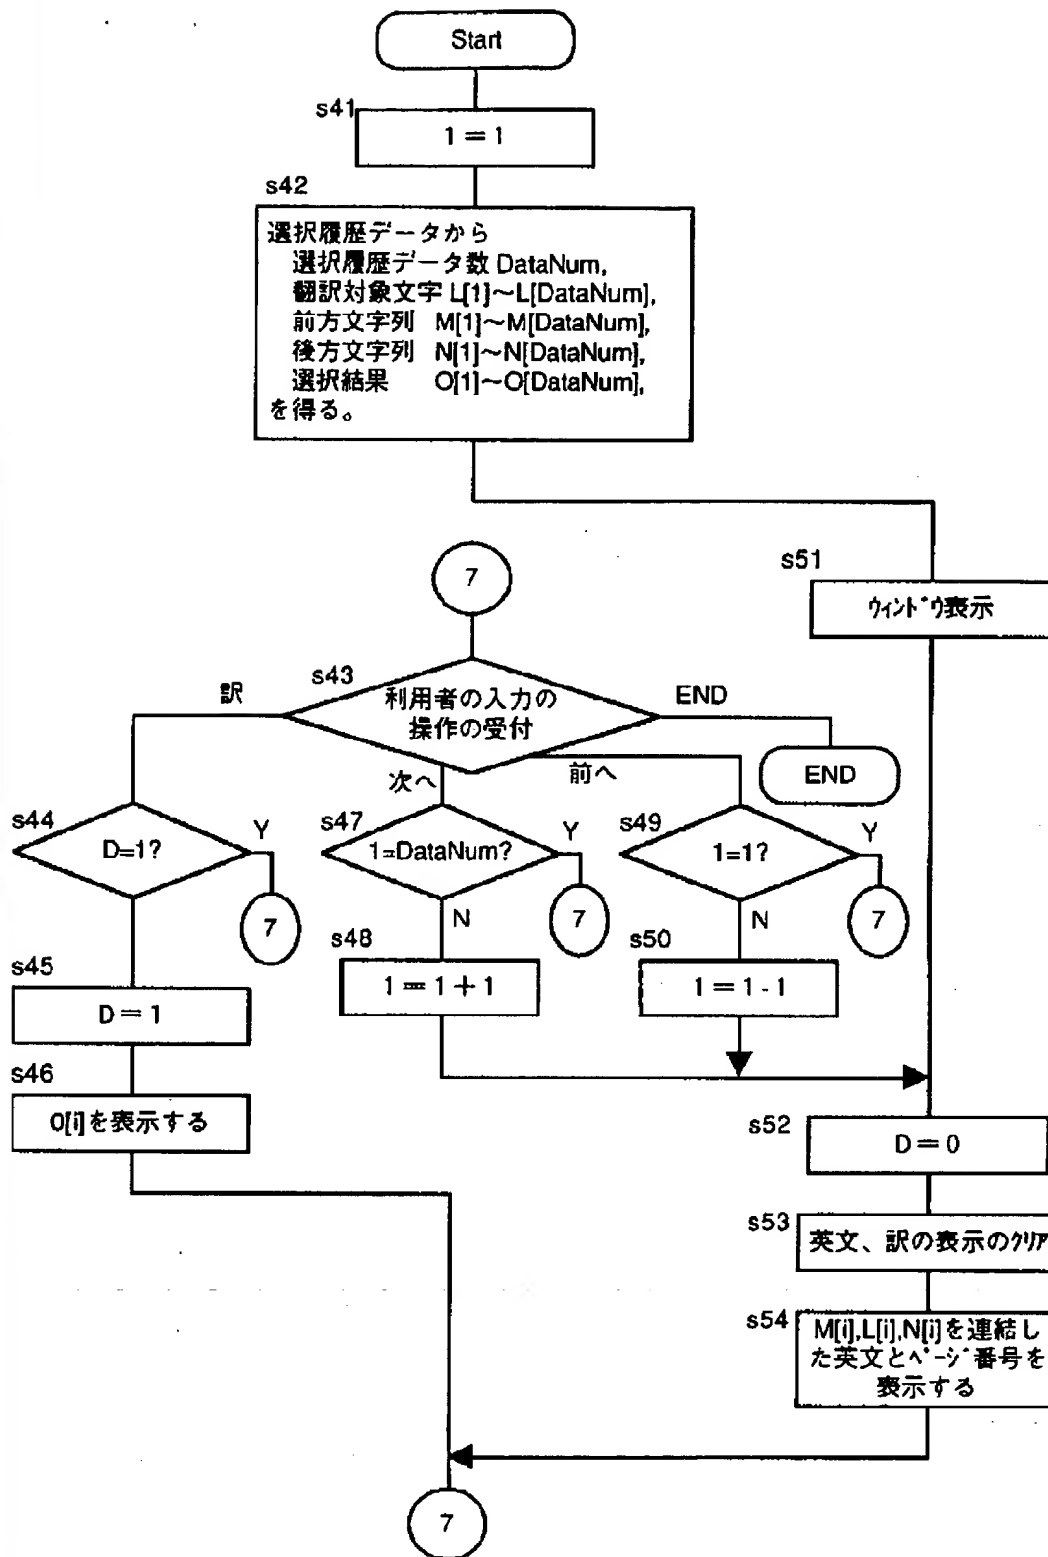 Start
s41
1 = 1
s42
選択履歴データから
選択履歴データ数 DataNum,
翻訳対象文字 L[1]～L[DataNum],
前方文字列 M[1]～M[DataNum],
後方文字列 N[1]～N[DataNum],
選択結果 O[1]～O[DataNum],
を得る。
7
s51
ｳｨﾝﾄﾞｳ表示
s43
利用者の入力の
操作の受付
訳
END
次へ
前へ
END
s44
D=1?
Y
s47
1=DataNum?
Y
s49
1=1?
Y
7
N
7
N
7
s45
D = 1
s48
1 = 1 + 1
s50
1 = 1 - 1
s46
O[i]を表示する
s52
D = 0
s53
英文、訳の表示のｸﾘｱ
s54
M[i],L[i],N[i]を連結し
た英文とﾍﾟｰｼﾞ番号を
表示する
7